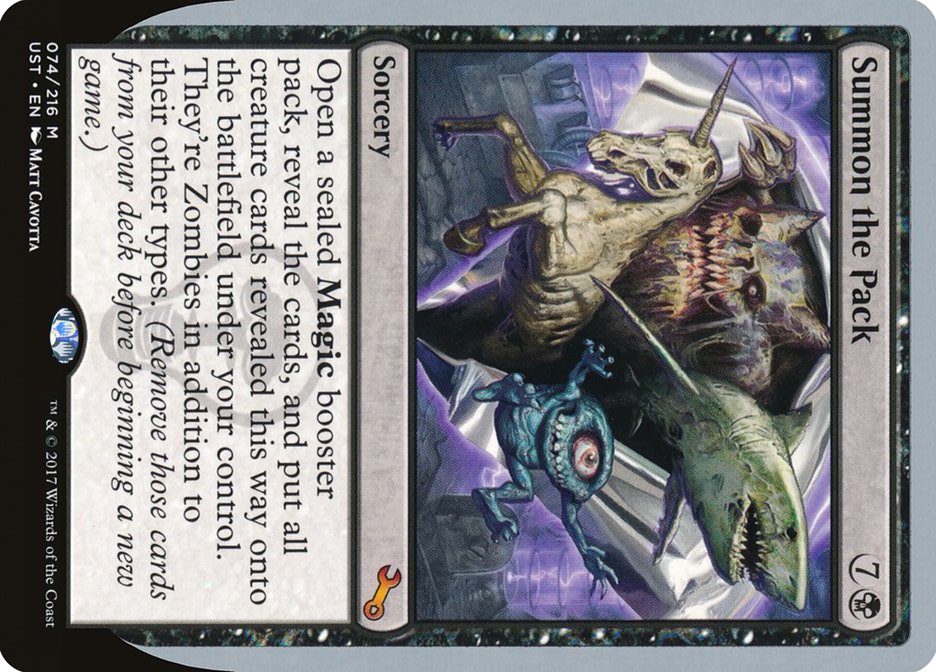 Summon the Pack 7
Sorcery
Open a sealed Magic booster
pack, reveal the cards, and put all
creature cards revealed this way onto
the battlefield under your control.
They're Zombies in addition to
their other types. (Remove those cards
from your deck before beginning a new
game.)
074/216 M
UST • EN Matt Cavotta
™ & © 2017 Wizards of the Coast